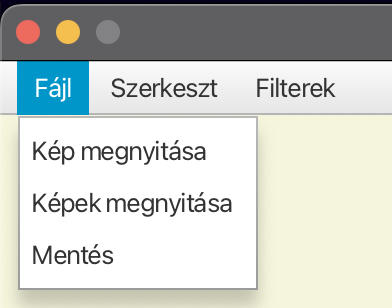 Fájl Szerkeszt Filterek
Kép megnyitása
Képek megnyitása
Mentés